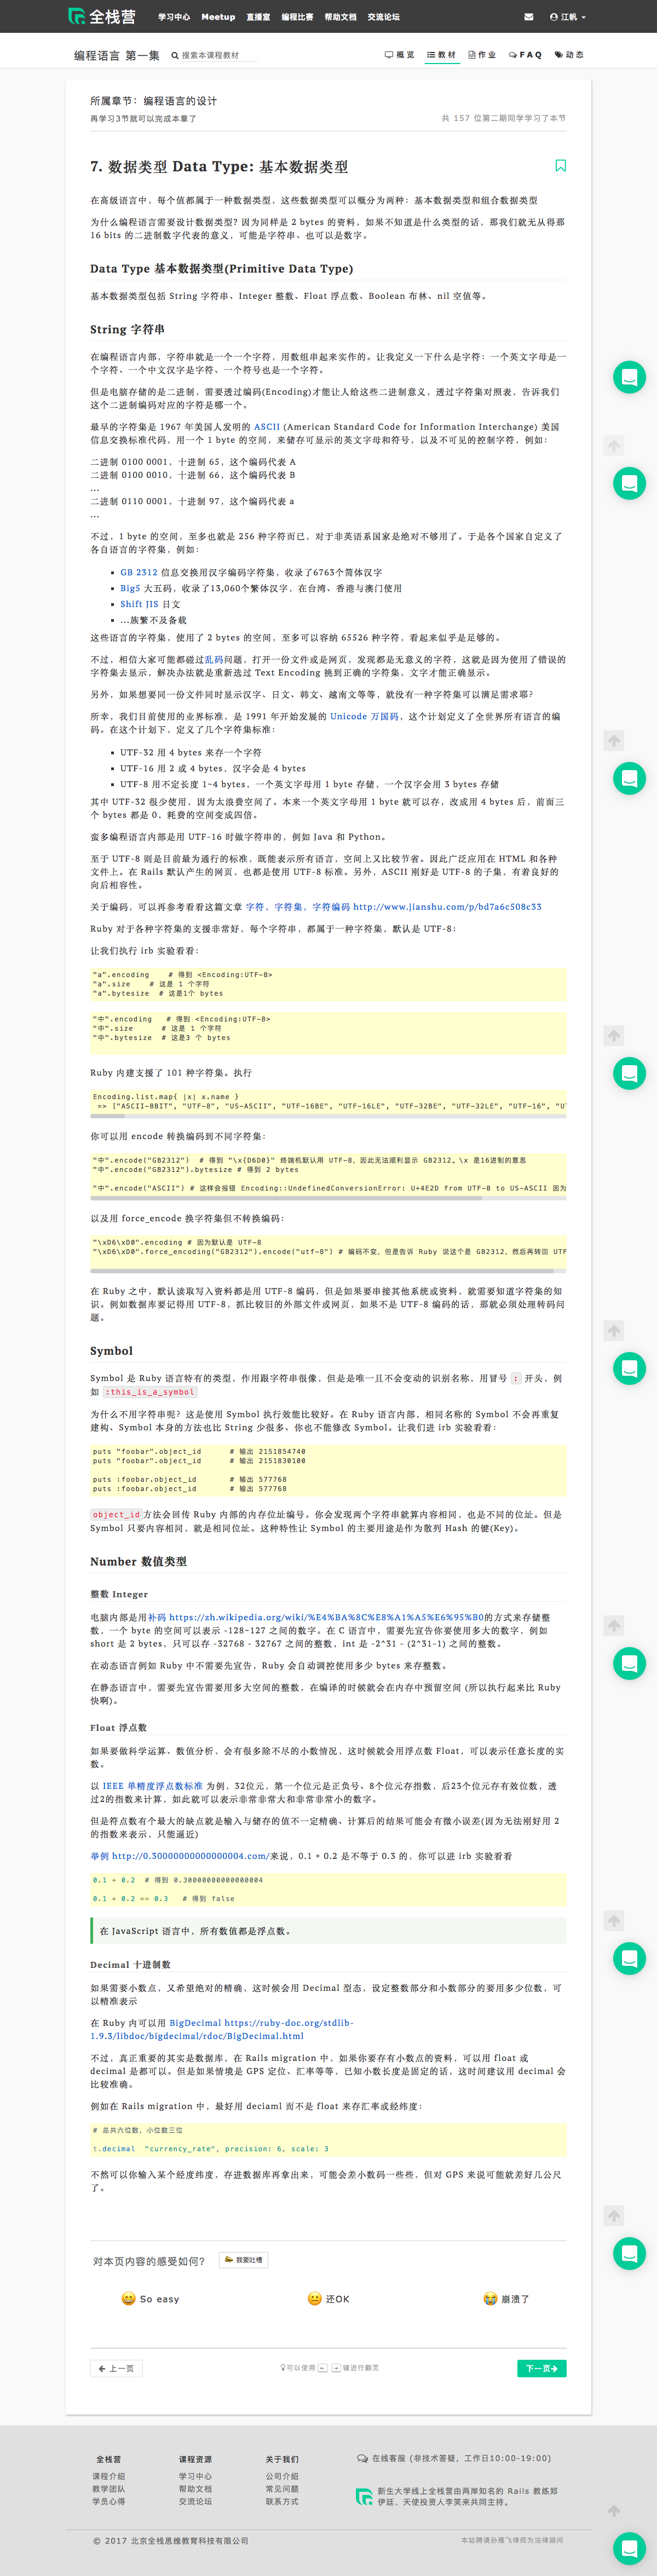 全栈营 学习中心 Meetup 直播室 编程比赛 帮助文档 交流论坛 江帆
编程语言 第一集 搜索本课程教材 概览 教材 作业 FAQ 动态
所属章节：编程语言的设计
再学习3节就可以完成本章了 共 157 位第二期同学学习了本节
7. 数据类型 Data Type: 基本数据类型
在高级语言中，每个值都属于一种数据类型，这些数据类型可以概分为两种：基本数据类型和组合数据类型
为什么编程语言需要设计数据类型? 因为同样是 2 bytes 的资料，如果不知道是什么类型的话，那我们就无从得那
16 bits 的二进制数字代表的意义，可能是字符串、也可以是数字。
Data Type 基本数据类型(Primitive Data Type)
基本数据类型包括 String 字符串、Integer 整数、Float 浮点数、Boolean 布林、nil 空值等。
String 字符串
在编程语言内部，字符串就是一个一个字符，用数组串起来实作的。让我定义一下什么是字符：一个英文字母是一
个字符、一个中文汉字是字符、一个符号也是一个字符。
但是电脑存储的是二进制，需要透过编码(Encoding)才能让人给这些二进制意义，透过字符集对照表，告诉我们
这个二进制编码对应的字符是哪一个。
最早的字符集是 1967 年美国人发明的 ASCII (American Standard Code for Information Interchange) 美国
信息交换标准代码，用一个 1 byte 的空间，来储存可显示的英文字母和符号，以及不可见的控制字符，例如：
二进制 0100 0001，十进制 65，这个编码代表 A
二进制 0100 0010，十进制 66，这个编码代表 B
...
二进制 0110 0001，十进制 97，这个编码代表 a
...
不过，1 byte 的空间，至多也就是 256 种字符而已，对于非英语系国家是绝对不够用了。于是各个国家自定义了
各自语言的字符集，例如：
GB 2312 信息交换用汉字编码字符集，收录了6763个简体汉字
Big5 大五码，收录了13,060个繁体汉字，在台湾、香港与澳门使用
Shift JIS 日文
...族繁不及备载
这些语言的字符集，使用了 2 bytes 的空间，至多可以容纳 65526 种字符，看起来似乎是足够的。
不过，相信大家可能都碰过乱码问题，打开一份文件或是网页，发现都是无意义的字符，这就是因为使用了错误的
字符集去显示，解决办法就是重新选过 Text Encoding 挑到正确的字符集，文字才能正确显示。
另外，如果想要同一份文件同时显示汉字、日文、韩文、越南文等等，就没有一种字符集可以满足需求耶?
所幸，我们目前使用的业界标准，是 1991 年开始发展的 Unicode 万国码，这个计划定义了全世界所有语言的编
码。在这个计划下，定义了几个字符集标准：
UTF-32 用 4 bytes 来存一个字符
UTF-16 用 2 或 4 bytes，汉字会是 4 bytes
UTF-8 用不定长度 1~4 bytes，一个英文字母用 1 byte 存储，一个汉字会用 3 bytes 存储
其中 UTF-32 很少使用，因为太浪费空间了。本来一个英文字母用 1 byte 就可以存，改成用 4 bytes 后，前面三
个 bytes 都是 0，耗费的空间变成四倍。
蛮多编程语言内部是用 UTF-16 时做字符串的，例如 Java 和 Python。
至于 UTF-8 则是目前最为通行的标准，既能表示所有语言，空间上又比较节省。因此广泛应用在 HTML 和各种
文件上。在 Rails 默认产生的网页，也都是使用 UTF-8 标准。另外，ASCII 刚好是 UTF-8 的子集，有着良好的
向后相容性。
关于编码，可以再参考看看这篇文章 字符，字符集，字符编码 http://www.jianshu.com/p/bd7a6c508c33
Ruby 对于各种字符集的支援非常好，每个字符串，都属于一种字符集，默认是 UTF-8：
让我们执行 irb 实验看看：
"a".encoding # 得到 <Encoding:UTF-8>
"a".size # 这是 1 个字符
"a".bytesize # 这是1个 bytes
"中".encoding # 得到 <Encoding:UTF-8>
"中".size # 这是 1 个字符
"中".bytesize # 这是3 个 bytes
Ruby 内建支援了 101 种字符集。执行
Encoding.list.map{ |x| x.name }
=> ["ASCII-8BIT", "UTF-8", "US-ASCII", "UTF-16BE", "UTF-16LE", "UTF-32BE", "UTF-32LE", "UTF-16", "UT
你可以用 encode 转换编码到不同字符集：
"中".encode("GB2312") # 得到 "\x{D6D0}" 终端机默认用 UTF-8，因此无法顺利显示 GB2312，\x 是16进制的意思
"中".encode("GB2312").bytesize # 得到 2 bytes
"中".encode("ASCII") # 这样会报错 Encoding::UndefinedConversionError: U+4E2D from UTF-8 to US-ASCII 因为
以及用 force_encode 换字符集但不转换编码：
"\xD6\xD0".encoding # 因为默认是 UTF-8
"\xD6\xD0".force_encoding("GB2312").encode("utf-8") # 编码不变，但是告诉 Ruby 说这个是 GB2312，然后再转回 UTF
在 Ruby 之中，默认读取写入资料都是用 UTF-8 编码，但是如果要串接其他系统或资料，就需要知道字符集的知
识。例如数据库要记得用 UTF-8，抓比较旧的外部文件或网页，如果不是 UTF-8 编码的话，那就必须处理转码问
题。
Symbol
Symbol 是 Ruby 语言特有的类型，作用跟字符串很像，但是是唯一且不会变动的识别名称，用冒号 : 开头，例
如 :this_is_a_symbol
为什么不用字符串呢？这是使用 Symbol 执行效能比较好。在 Ruby 语言内部，相同名称的 Symbol 不会再重复
建构、Symbol 本身的方法也比 String 少很多、你也不能修改 Symbol。让我们进 irb 实验看看：
puts "foobar".object_id # 输出 2151854740
puts "foobar".object_id # 输出 2151830100
puts :foobar.object_id # 输出 577768
puts :foobar.object_id # 输出 577768
object_id方法会回传 Ruby 内部的内存位址编号。你会发现两个字符串就算内容相同，也是不同的位址。但是
Symbol 只要内容相同，就是相同位址。这种特性让 Symbol 的主要用途是作为散列 Hash 的键(Key)。
Number 数值类型
整数 Integer
电脑内部是用补码 https://zh.wikipedia.org/wiki/%E4%BA%8C%E8%A1%A5%E6%95%B0的方式来存储整
数，一个 byte 的空间可以表示 -128~127 之间的数字。在 C 语言中，需要先宣告你要使用多大的数字，例如
short 是 2 bytes，只可以存 -32768 - 32767 之间的整数，int 是 -2^31 - (2^31-1) 之间的整数。
在动态语言例如 Ruby 中不需要先宣告，Ruby 会自动调控使用多少 bytes 来存整数。
在静态语言中，需要先宣告需要用多大空间的整数，在编译的时候就会在内存中预留空间 (所以执行起来比 Ruby
快啊)。
Float 浮点数
如果要做科学运算、数值分析，会有很多除不尽的小数情况，这时候就会用浮点数 Float，可以表示任意长度的实
数。
以 IEEE 单精度浮点数标准 为例，32位元，第一个位元是正负号、8个位元存指数，后23个位元存有效位数，透
过2的指数来计算，如此就可以表示非常非常大和非常非常小的数字。
但是符点数有个最大的缺点就是输入与储存的值不一定精确、计算后的结果可能会有微小误差(因为无法刚好用 2
的指数来表示，只能逼近)
举例 http://0.30000000000000004.com/来说，0.1 + 0.2 是不等于 0.3 的，你可以进 irb 实验看看
0.1 + 0.2 # 得到 0.30000000000000004
0.1 + 0.2 == 0.3 # 得到 false
在 JavaScript 语言中，所有数值都是浮点数。
Decimal 十进制数
如果需要小数点，又希望绝对的精确，这时候会用 Decimal 型态，设定整数部分和小数部分的要用多少位数，可
以精准表示
在 Ruby 内可以用 BigDecimal https://ruby-doc.org/stdlib-
1.9.3/libdoc/bigdecimal/rdoc/BigDecimal.html
不过，真正重要的其实是数据库，在 Rails migration 中，如果你要存有小数点的资料，可以用 float 或
decimal 是都可以。但是如果情境是 GPS 定位、汇率等等，已知小数长度是固定的话，这时间建议用 decimal 会
比较准确。
例如在 Rails migration 中，最好用 deciaml 而不是 float 来存汇率或经纬度：
# 总共六位数，小位数三位
t.decimal "currency_rate", precision: 6, scale: 3
不然可以你输入某个经度纬度，存进数据库再拿出来，可能会差小数码一些些，但对 GPS 来说可能就差好几公尺
了。
对本页内容的感受如何？ 我要吐槽
So easy 还OK 崩溃了
上一页 可以使用 ← → 键进行翻页 下一页
全栈营 课程资源 关于我们 在线客服 (非技术答疑，工作日10:00-19:00)
课程介绍 学习中心 公司介绍
教学团队 帮助文档 常见问题 新生大学线上全栈营由两岸知名的 Rails 教练郑
学员心得 交流论坛 联系方式 伊廷、天使投资人李笑来共同主持。
© 2017 北京全栈思维教育科技有限公司 本站聘请孙履飞律师为法律顾问